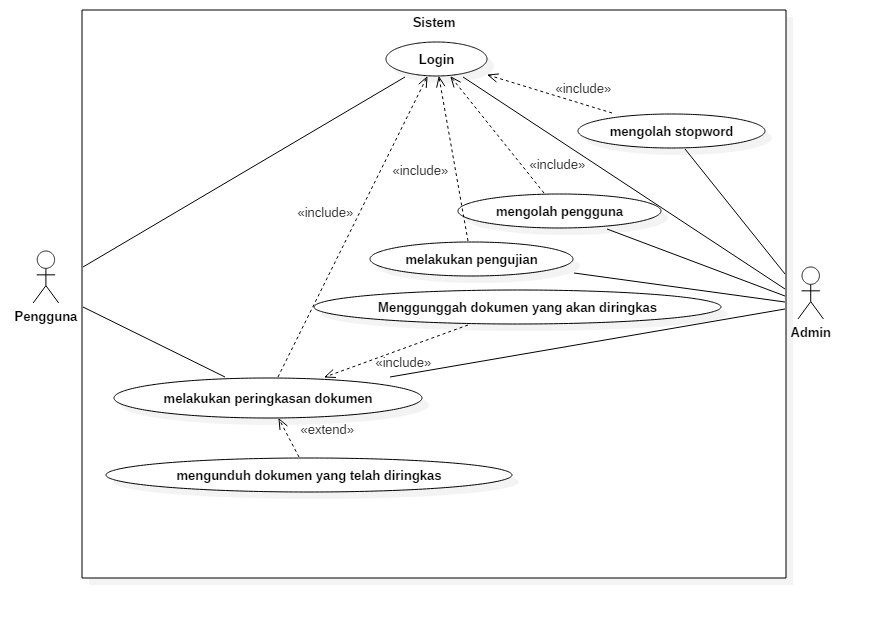 Sistem
Login
«include»
mengolah stopword
«include»
«include»
«include»
mengolah pengguna
melakukan pengujian
Menggunggah dokumen yang akan diringkas
Pengguna
Admin
«include»
melakukan peringkasan dokumen
«extend»
mengunduh dokumen yang telah diringkas